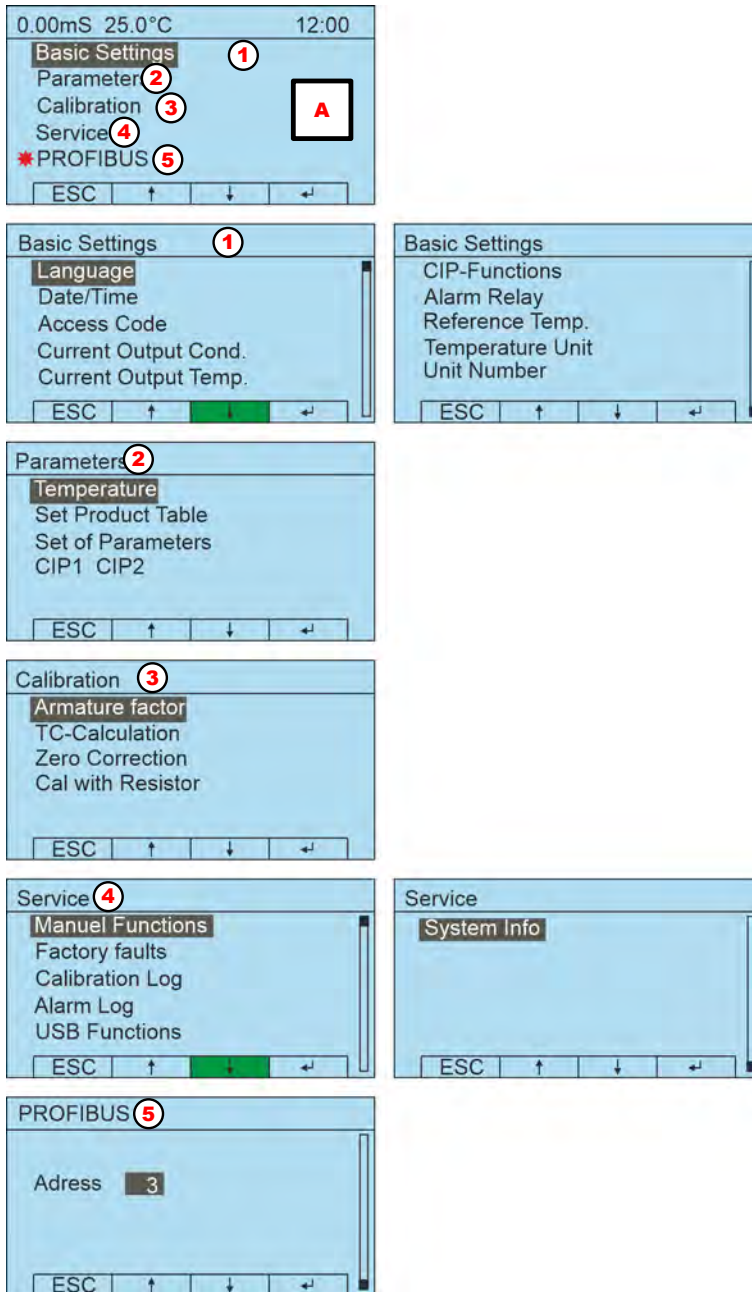 0.00mS 25.0°C 12:00
Basic Settings 1
Parameter 2
Calibration 3
A
Service 4
PROFIBUS 5
ESC ↑ ↓ ↵
Basic Settings 1
Language
Date/Time
Access Code
Current Output Cond.
Current Output Temp.
ESC ↑ ↓ ↵
Basic Settings
CIP-Functions
Alarm Relay
Reference Temp.
Temperature Unit
Unit Number
ESC ↑ ↓ ↵
Parameters 2
Temperature
Set Product Table
Set of Parameters
CIP1 CIP2
ESC ↑ ↓ ↵
Calibration 3
Armature factor
TC-Calculation
Zero Correction
Cal with Resistor
ESC ↑ ↓ ↵
Service 4
Manuel Functions
Factory faults
Calibration Log
Alarm Log
USB Functions
ESC ↑ ↓ ↵
Service
System Info
ESC ↑ ↓ ↵
PROFIBUS 5
Adress 3
ESC ↑ ↓ ↵